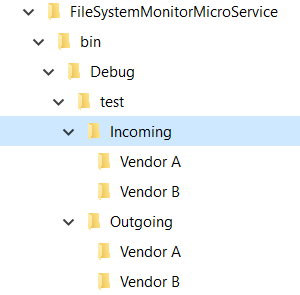 FileSystemMonitorMicroService
bin
Debug
test
Incoming
Vendor A
Vendor B
Outgoing
Vendor A
Vendor B